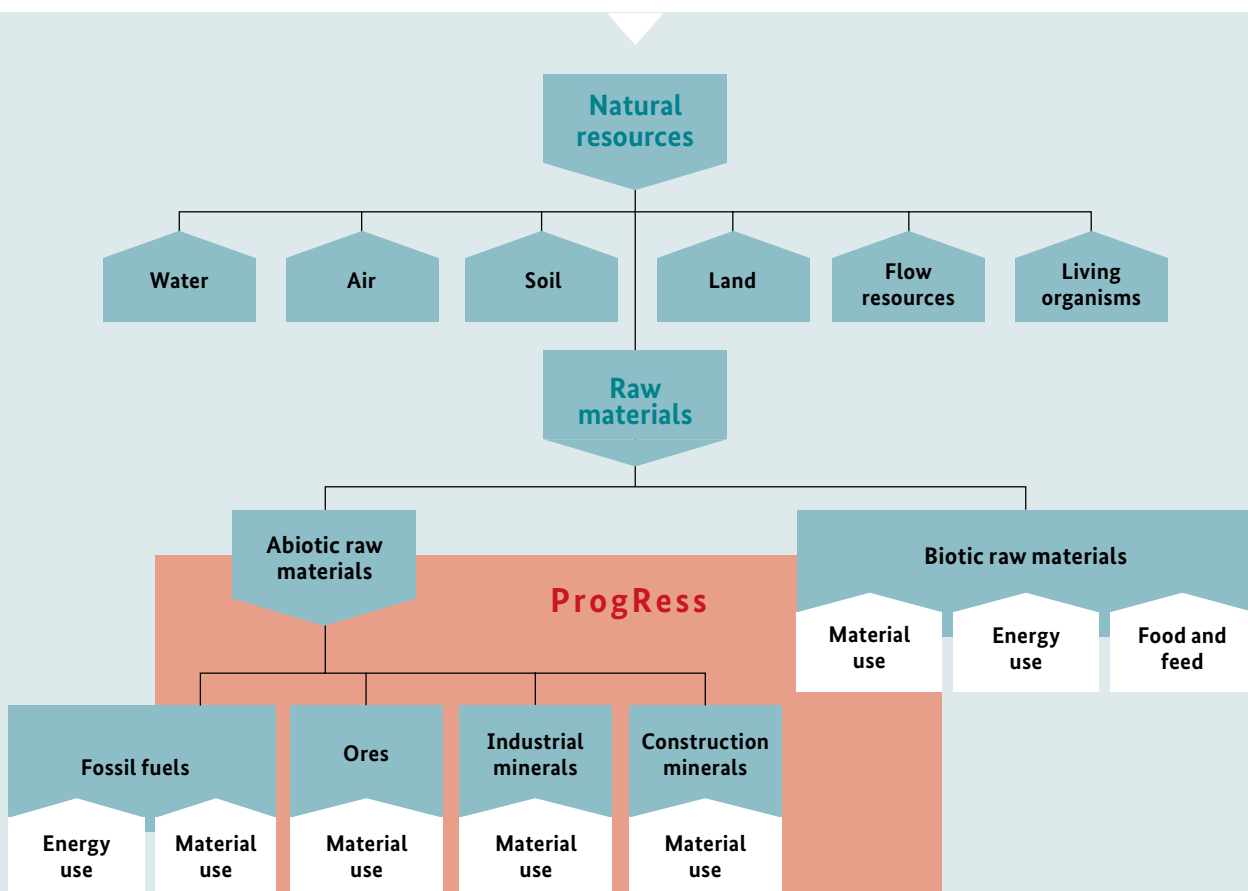 Natural
resources
Water
Air
Soil
Land
Flow
resources
Living
organisms
Raw
materials
Abiotic raw
materials
Biotic raw materials
ProgRess
Material
use
Energy
use
Food and
feed
Fossil fuels
Ores
Industrial
minerals
Construction
minerals
Energy
use
Material
use
Material
use
Material
use
Material
use